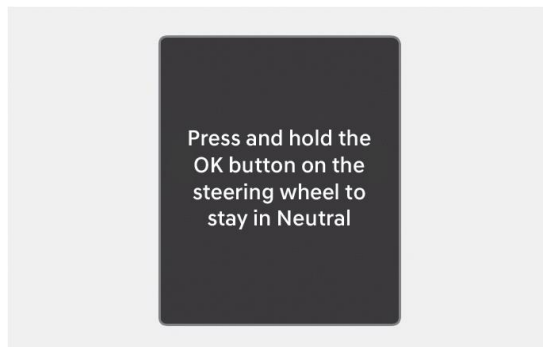 Press and hold the
OK button on the
steering wheel to
stay in Neutral